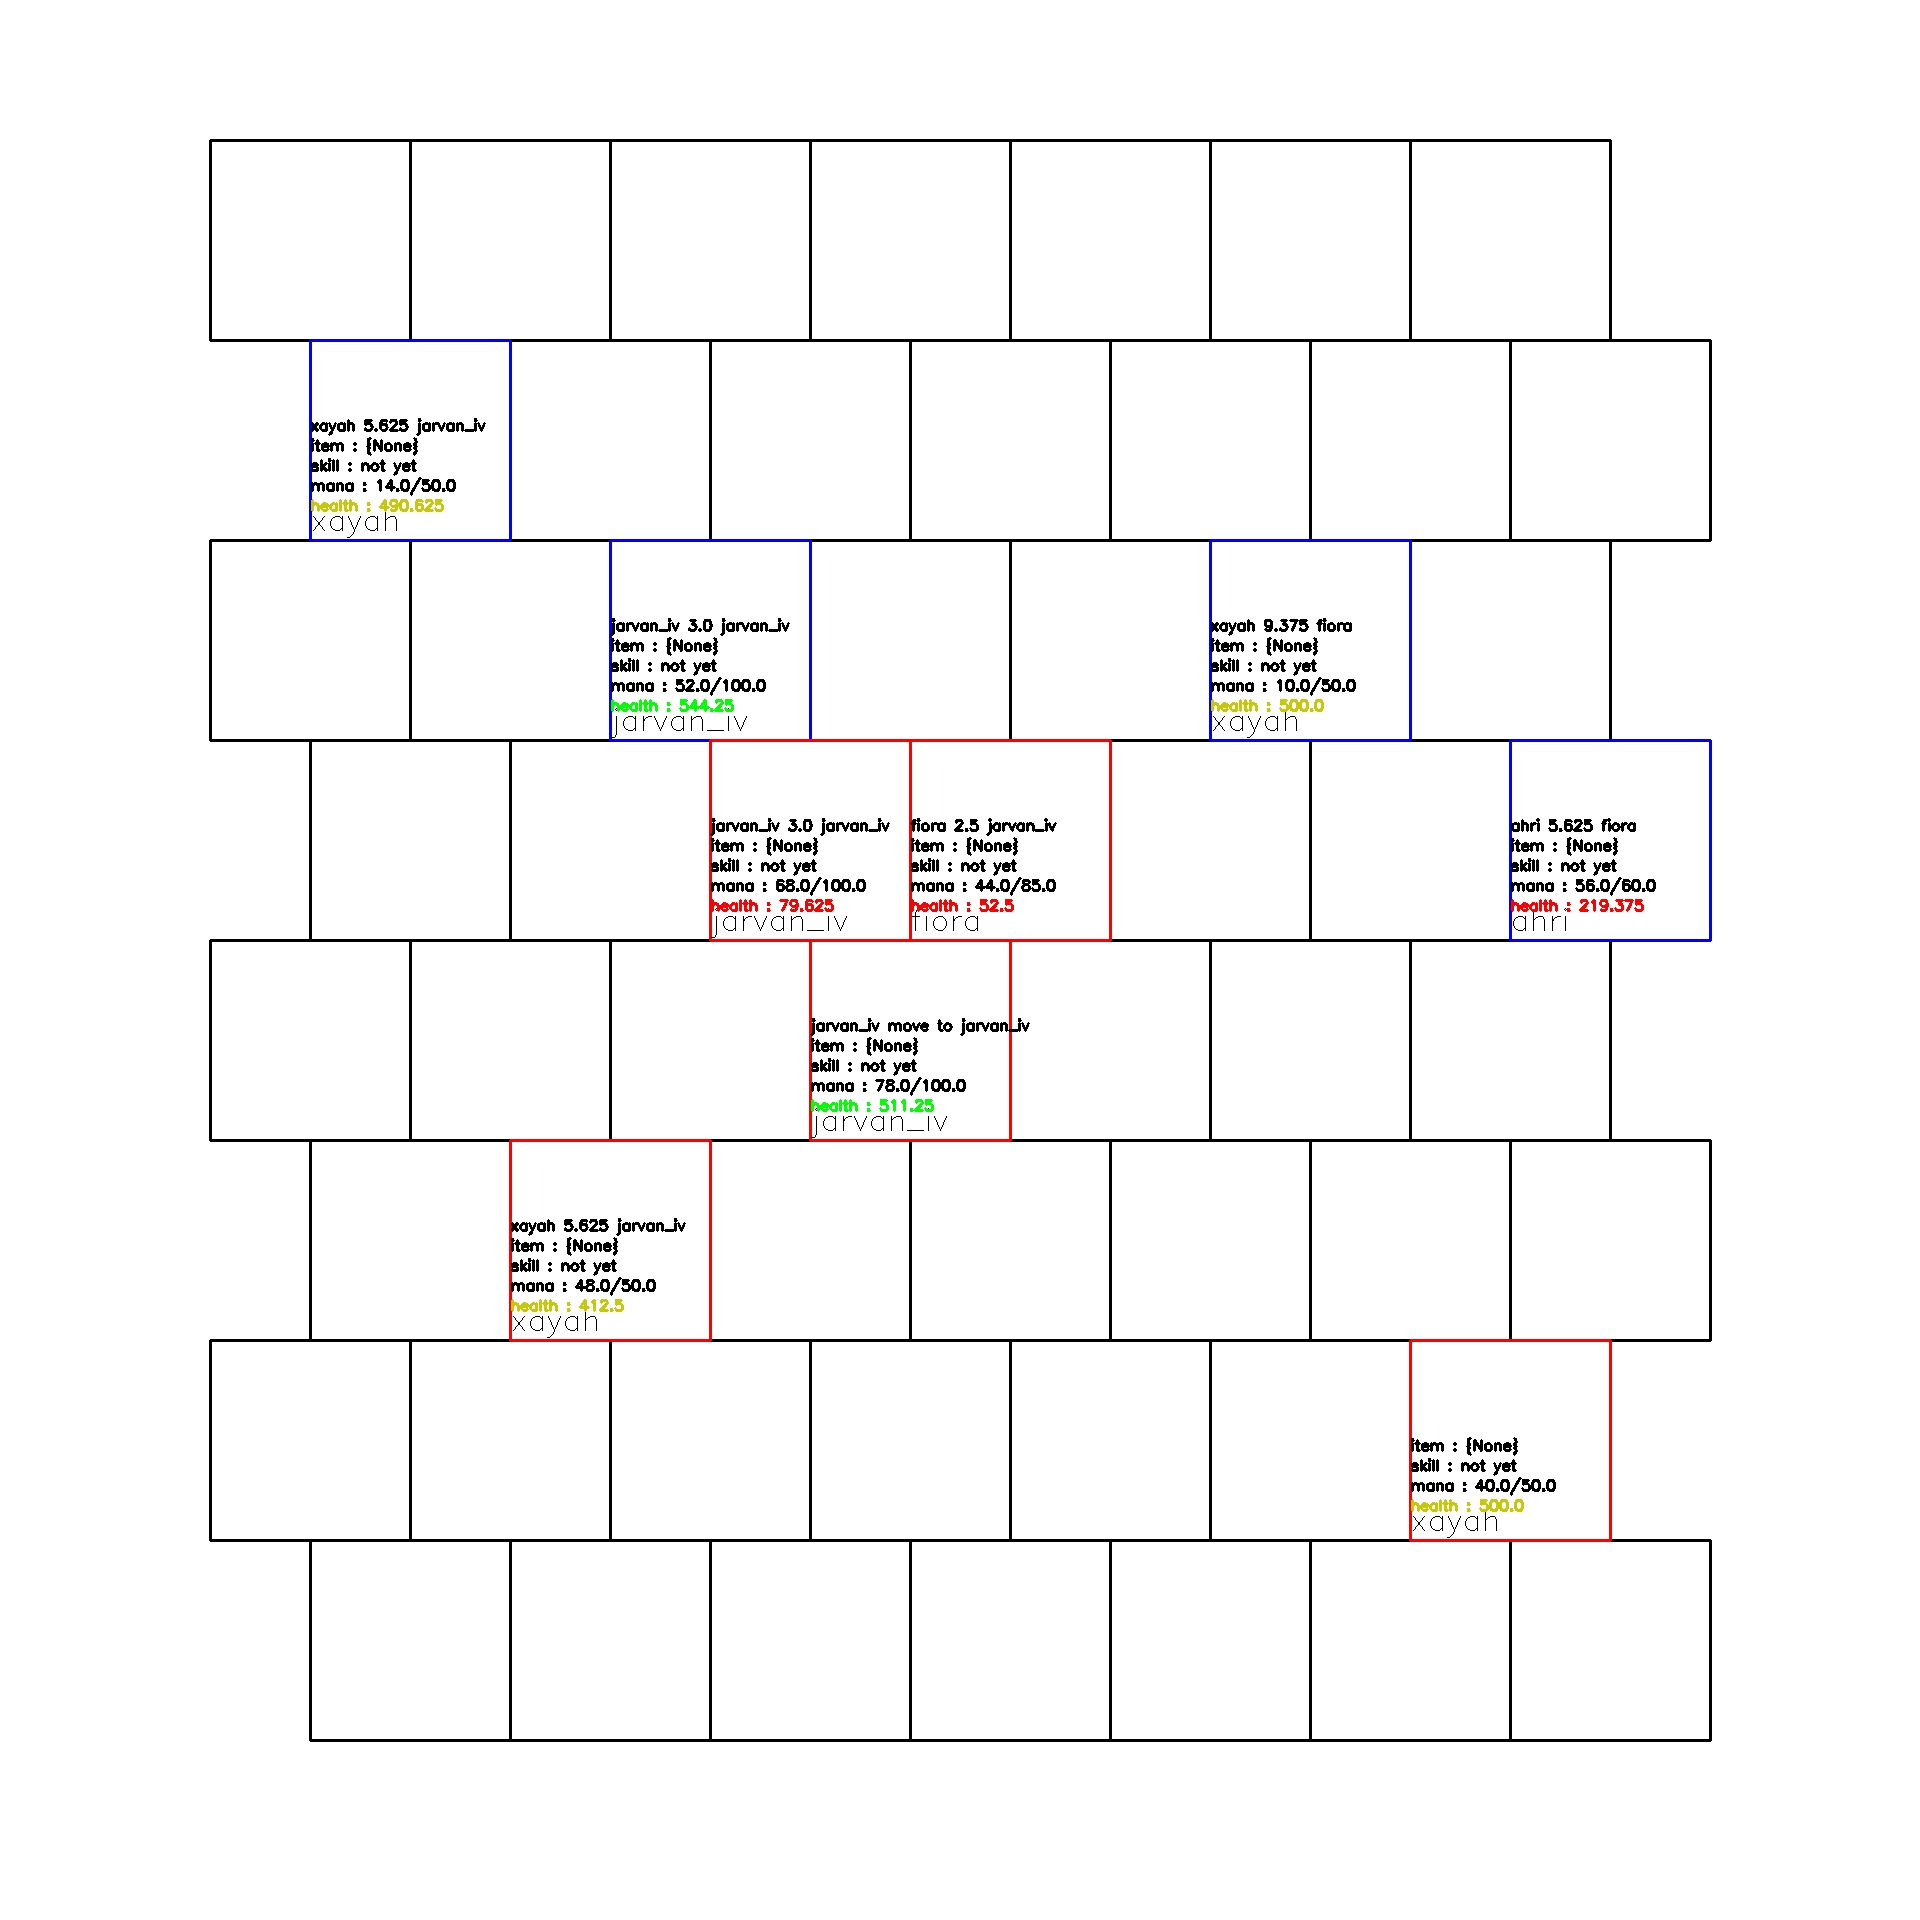 xayah 5.625 jarvan_iv
item : {None}
skill : not yet
mana : 14.0/50.0
health : 490.625
xayah
jarvan_iv 3.0 jarvan_iv
item : {None}
skill : not yet
mana : 52.0/100.0
health : 544.25
jarvan_iv
xayah 9.375 fiora
item : {None}
skill : not yet
mana : 10.0/50.0
health : 500.0
xayah
jarvan_iv 3.0 jarvan_iv
item : {None}
skill : not yet
mana : 68.0/100.0
health : 79.625
jarvan_iv
fiora 2.5 jarvan_iv
item : {None}
skill : not yet
mana : 44.0/85.0
health : 52.5
fiora
ahri 5.625 fiora
item : {None}
skill : not yet
mana : 56.0/60.0
health : 219.375
ahri
jarvan_iv move to jarvan_iv
item : {None}
skill : not yet
mana : 78.0/100.0
health : 511.25
jarvan_iv
xayah 5.625 jarvan_iv
item : {None}
skill : not yet
mana : 48.0/50.0
health : 412.5
xayah
item : {None}
skill : not yet
mana : 40.0/50.0
health : 500.0
xayah